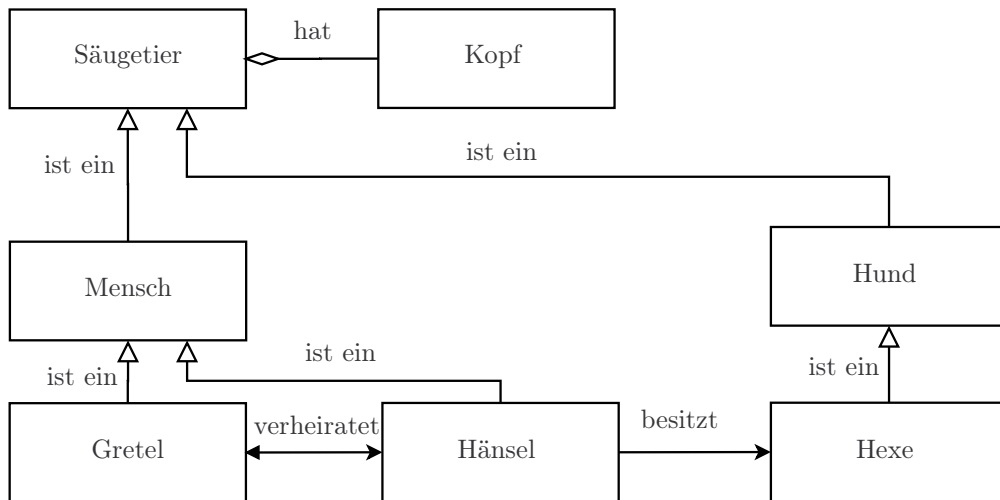 Säugetier
hat
Kopf
ist ein
ist ein
Mensch
Hund
ist ein
ist ein
ist ein
Gretel
verheiratet
Hänsel
besitzt
Hexe